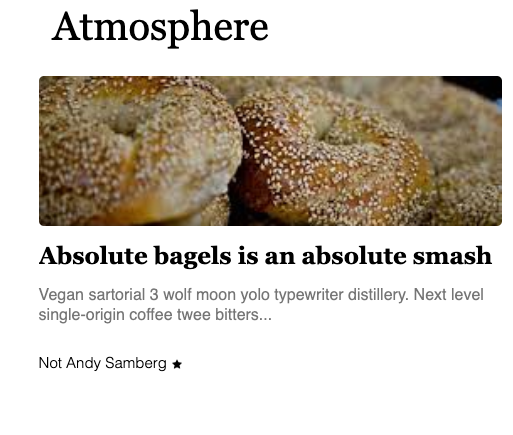 Atmosphere
Absolute bagels is an absolute smash
Vegan sartorial 3 wolf moon yolo typewriter distillery. Next level
single-origin coffee twee bitters...
Not Andy Samberg ★